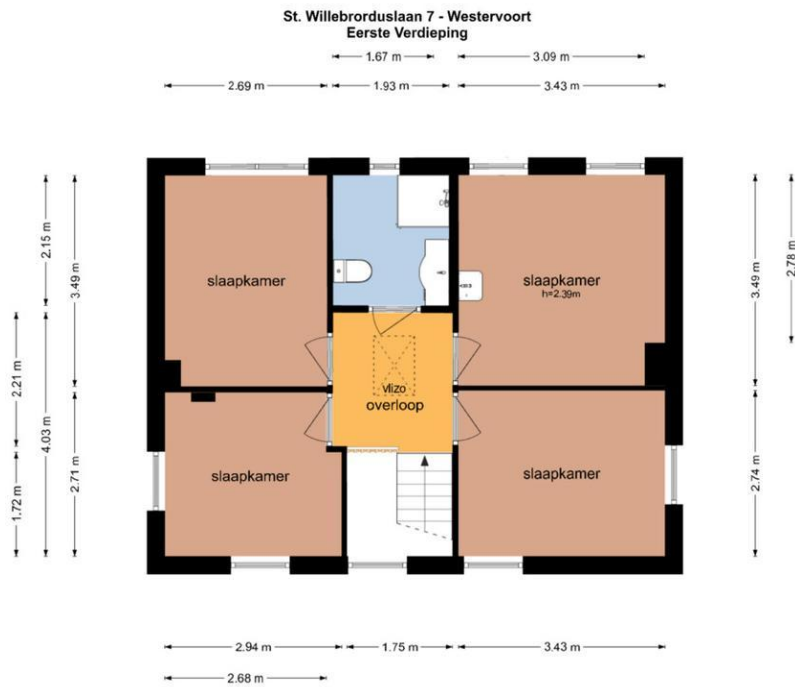 St. Willebrorduslaan 7 - Westervoort
Eerste Verdieping
1.67 m
3.09 m
2.69 m
1.93 m
3.43 m
2.15 m
3.49 m
2.21 m
4.03 m
1.72 m
2.71 m
slaapkamer
slaapkamer
h=2.39m
vlizo
overloop
slaapkamer
slaapkamer
2.78 m
3.49 m
2.74 m
2.94 m
1.75 m
3.43 m
2.68 m